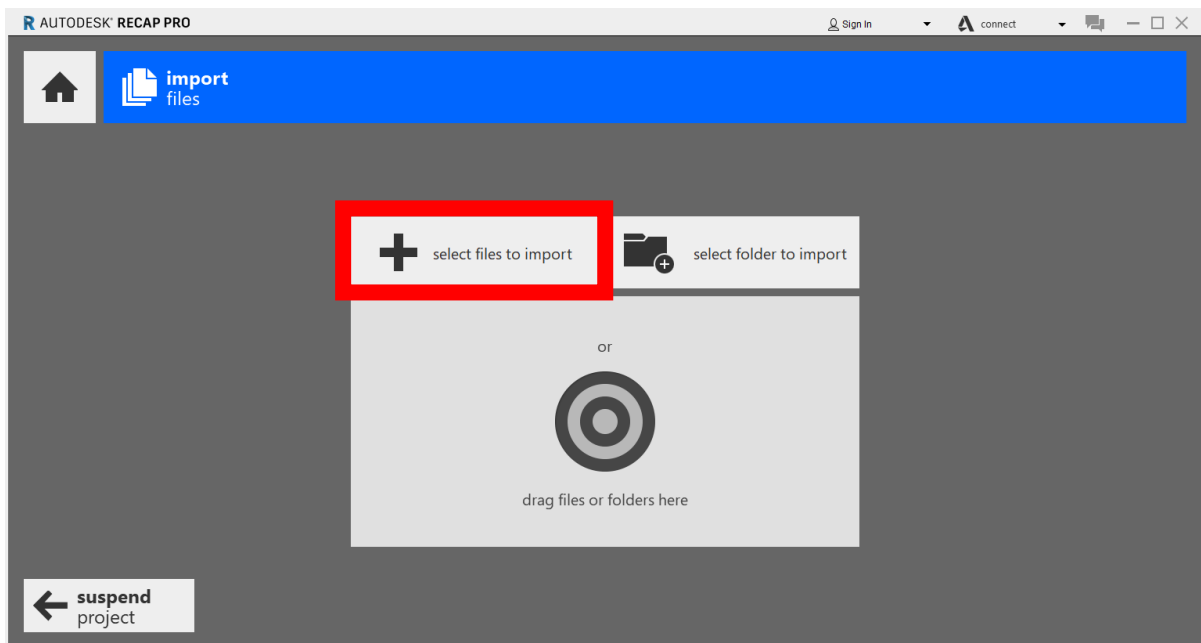 AUTODESK' RECAP PRO
Sign In
connect
import
files
select files to import
select folder to import
or
drag files or folders here
suspend
project